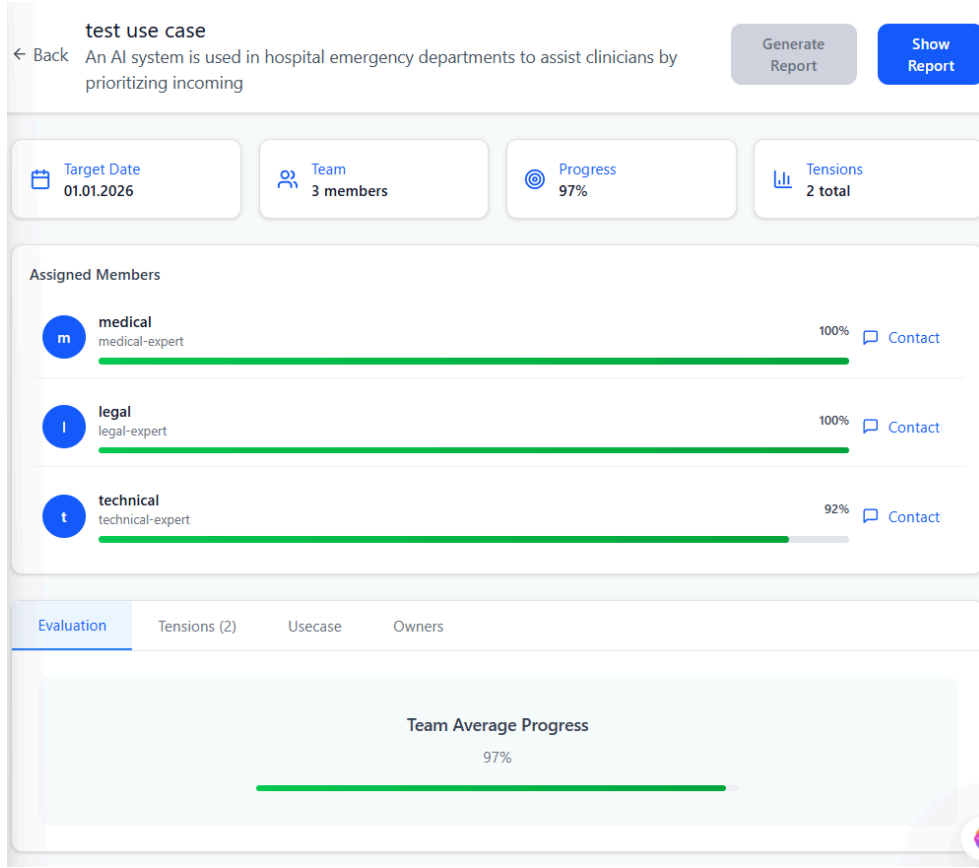 test use case
← Back
An AI system is used in hospital emergency departments to assist clinicians by
prioritizing incoming
Generate
Report
Show
Report
Target Date
01.01.2026
Team
3 members
Progress
97%
Tensions
2 total
Assigned Members
m
medical
medical-expert
100%
Contact
l
legal
legal-expert
100%
Contact
t
technical
technical-expert
92%
Contact
Evaluation
Tensions (2)
Usecase
Owners
Team Average Progress
97%